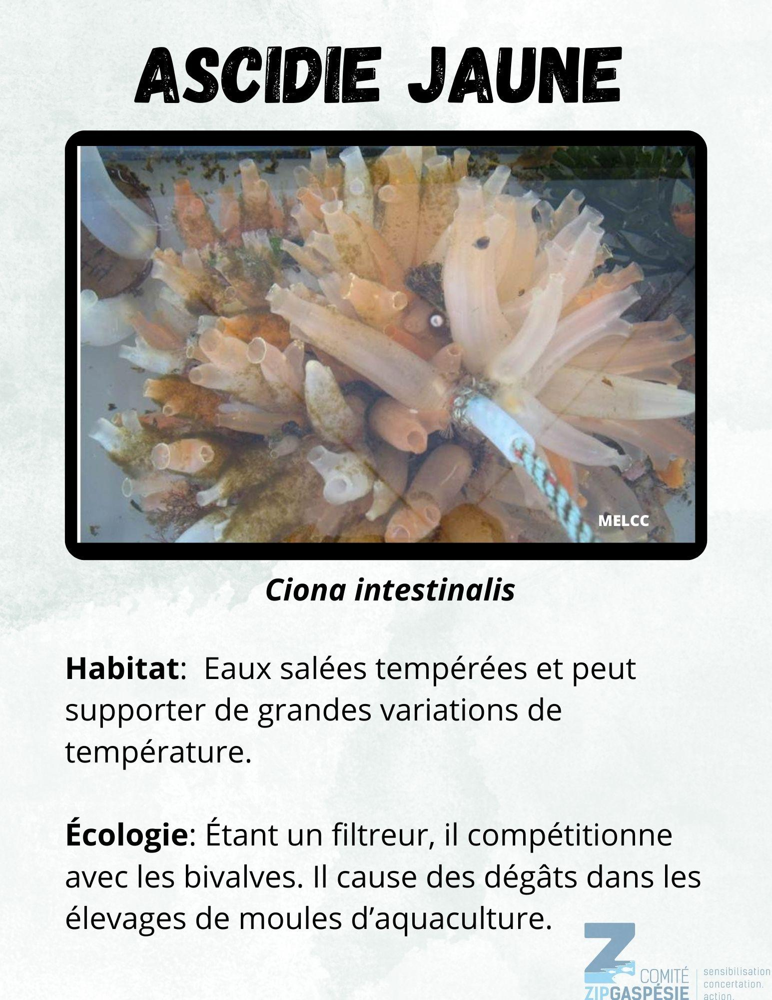 ASCIDIE JAUNE
MELCC
Ciona intestinalis
Habitat: Eaux salées tempérées et peut
supporter de grandes variations de
température.
Écologie: Étant un filtreur, il compétitionne
avec les bivalves. Il cause des dégâts dans les
élevages de moules d’aquaculture.
Z
COMITÉ
ZIPGASPÉSIE
sensibilisation
concertation.
action.